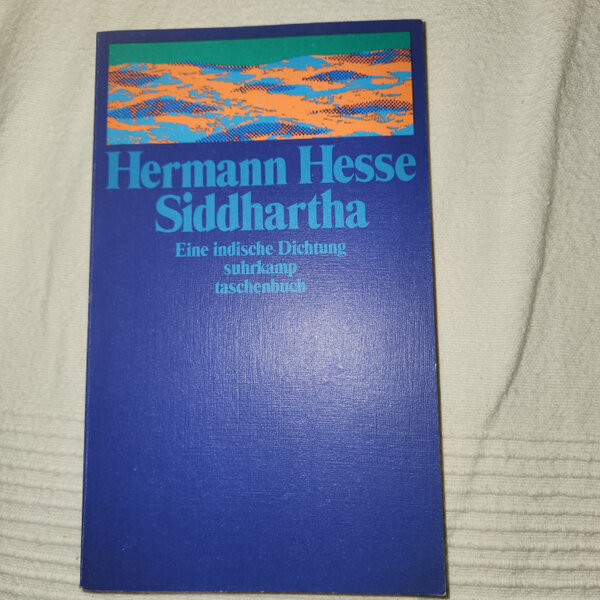 Hermann Hesse
Siddhartha
Eine indische Dichtung
suhrkamp
taschenbuch